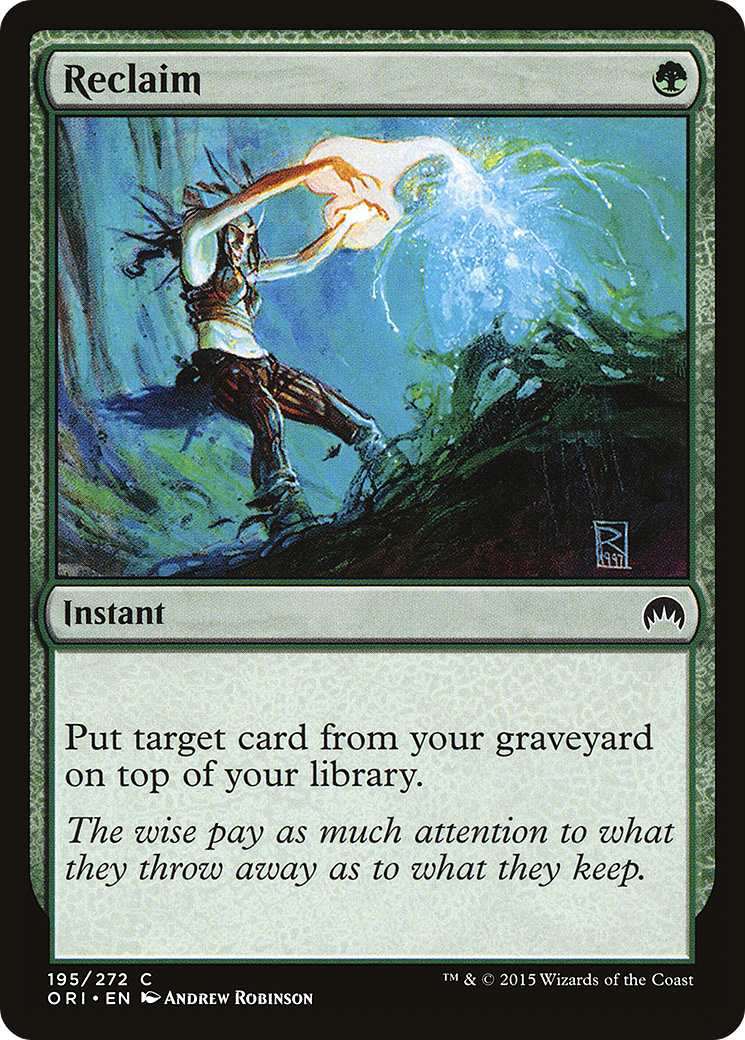 Reclaim
R
1997
Instant
Put target card from your graveyard
on top of your library.
The wise pay as much attention to what
they throw away as to what they keep.
195/272 C
ORI • EN Andrew Robinson
™ & © 2015 Wizards of the Coast